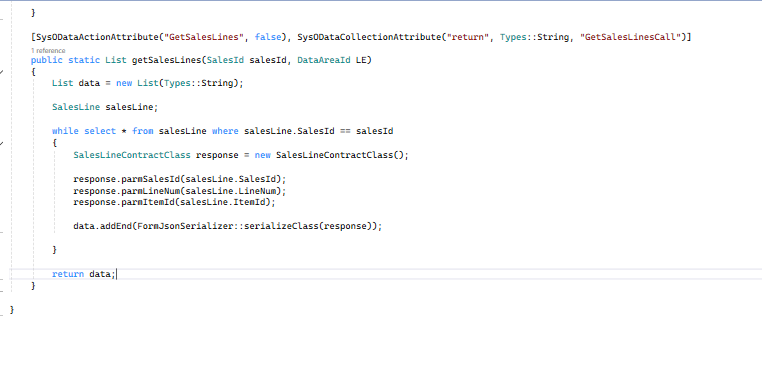 }
[SysODataActionAttribute("GetSalesLines", false), SysODataCollectionAttribute("return", Types::String, "GetSalesLinesCall")]
1 reference
public static List getSalesLines(SalesId salesId, DataAreaId LE)
{
List data = new List(Types::String);
SalesLine salesLine;
while select * from salesLine where salesLine.SalesId == salesId
{
SalesLineContractClass response = new SalesLineContractClass();
response.parmSalesId(salesLine.SalesId);
response.parmLineNum(salesLine.LineNum);
response.parmItemId(salesLine.ItemId);
data.addEnd(FormJsonSerializer::serializeClass(response));
}
return data;
}
}